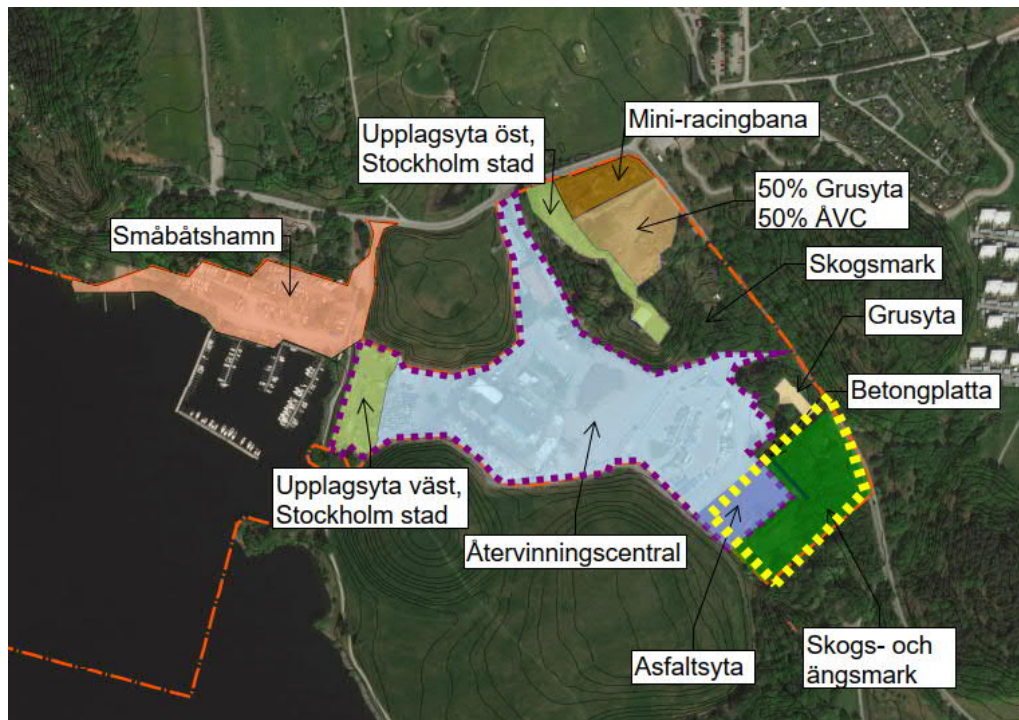 Mini-racingbana
Upplagsyta öst,
Stockholm stad
50% Grusyta
50% ÅVC
Småbåtshamn
Skogsmark
Grusyta
Betongplatta
Upplagsyta väst,
Stockholm stad
Återvinningscentral
Asfaltsyta
Skogs- och
ängsmark